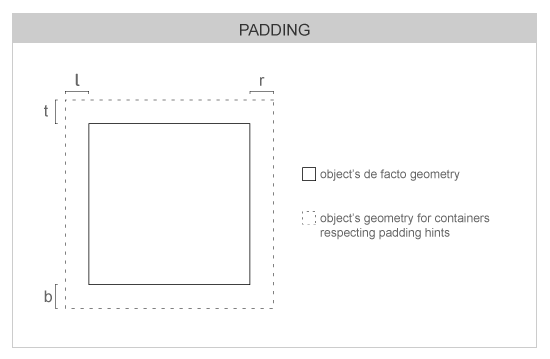 PADDING
l
r
t
object's de facto geometry
object's geometry for containers
respecting padding hints
b